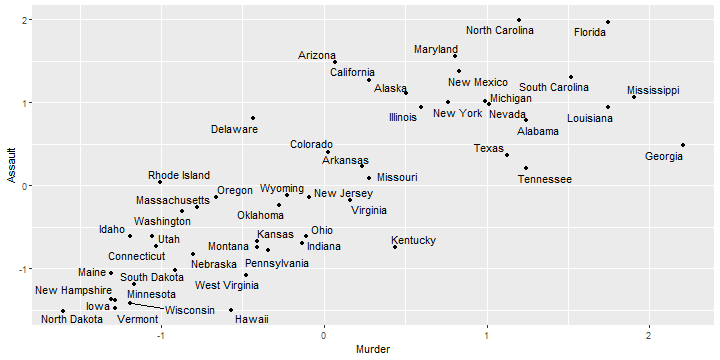 2
North Carolina
Florida
Maryland
Arizona
California
New Mexico
South Carolina
Alaska
Mississippi
Michigan
1
Illinois
New York
Nevada
Louisiana
Delaware
Alabama
Colorado
Texas
Arkansas
Georgia
Rhode Island
Missouri
Tennessee
0
Oregon
Wyoming
New Jersey
Massachusetts
Oklahoma
Virginia
Washington
Idaho
Utah
Kansas
Ohio
Kentucky
Montana
Indiana
Connecticut
Nebraska
Pennsylvania
-1
Maine
South Dakota
West Virginia
New Hampshire
Minnesota
Iowa
Wisconsin
North Dakota
Vermont
Hawaii
-1
0
1
2
Murder
Assault